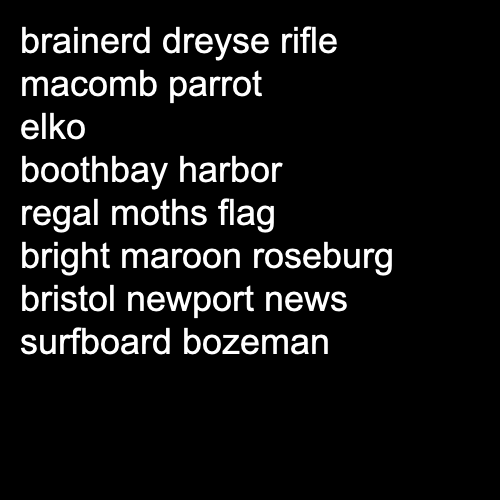 brainerd dreyse rifle
macomb parrot
elko
boothbay harbor
regal moths flag
bright maroon roseburg
bristol newport news
surfboard bozeman